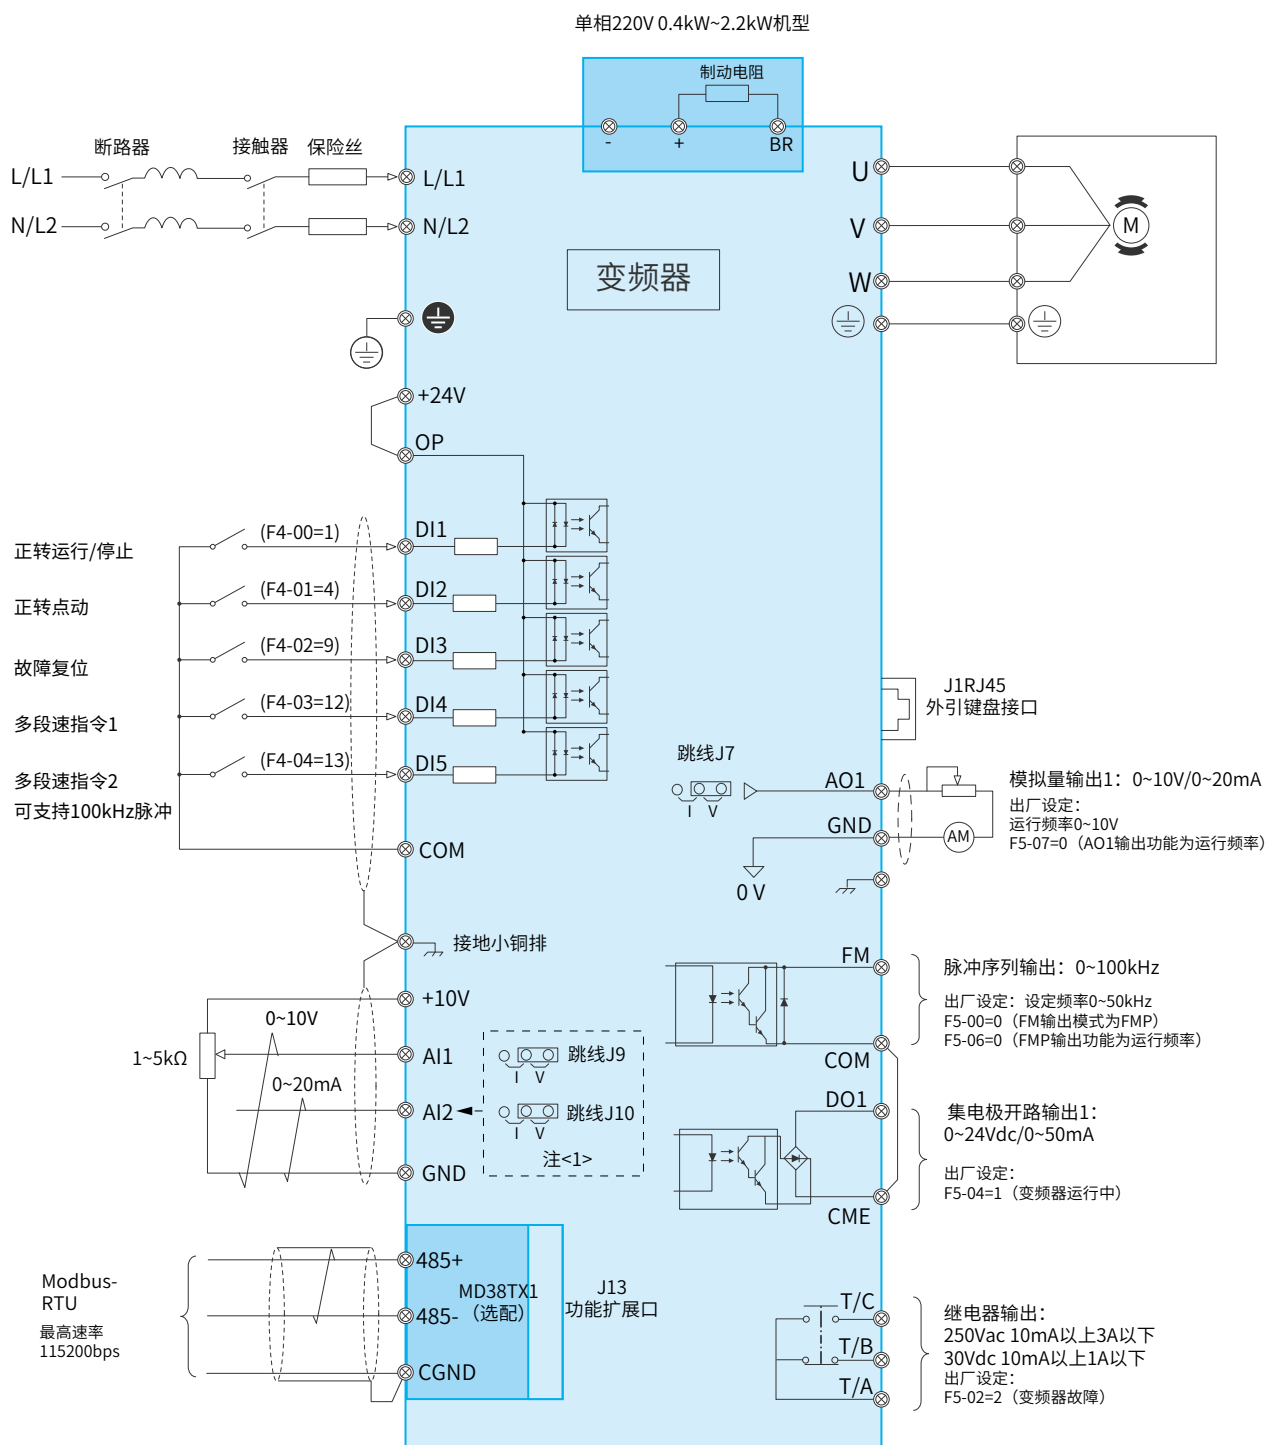 单相220V 0.4kW~2.2kW机型
制动电阻
-
+
BR
断路器
接触器
保险丝
L/L1
N/L2
L/L1
N/L2
变频器
U
V
W
M
+24V
OP
正转运行/停止
(F4-00=1)
DI1
正转点动
(F4-01=4)
DI2
故障复位
(F4-02=9)
DI3
多段速指令1
(F4-03=12)
DI4
多段速指令2
可支持100kHz脉冲
(F4-04=13)
DI5
COM
接地小铜排
J1RJ45
外引键盘接口
跳线J7
I V
AO1
GND
0 V
AM
模拟量输出1：0~10V/0~20mA
出厂设定：
运行频率0~10V
F5-07=0（AO1输出功能为运行频率）
FM
COM
脉冲序列输出：0~100kHz
出厂设定：设定频率0~50kHz
F5-00=0（FM输出模式为FMP）
F5-06=0（FMP输出功能为运行频率）
+10V
0~10V
1~5kΩ
AI1
0~20mA
AI2
GND
跳线J9
I V
跳线J10
I V
注<1>
DO1
CME
集电极开路输出1：
0~24Vdc/0~50mA
出厂设定：
F5-04=1（变频器运行中）
Modbus-
RTU
最高速率
115200bps
485+
485-
CGND
MD38TX1
（选配）
J13
功能扩展口
T/C
T/B
T/A
继电器输出：
250Vac 10mA以上3A以下
30Vdc 10mA以上1A以下
出厂设定：
F5-02=2（变频器故障）